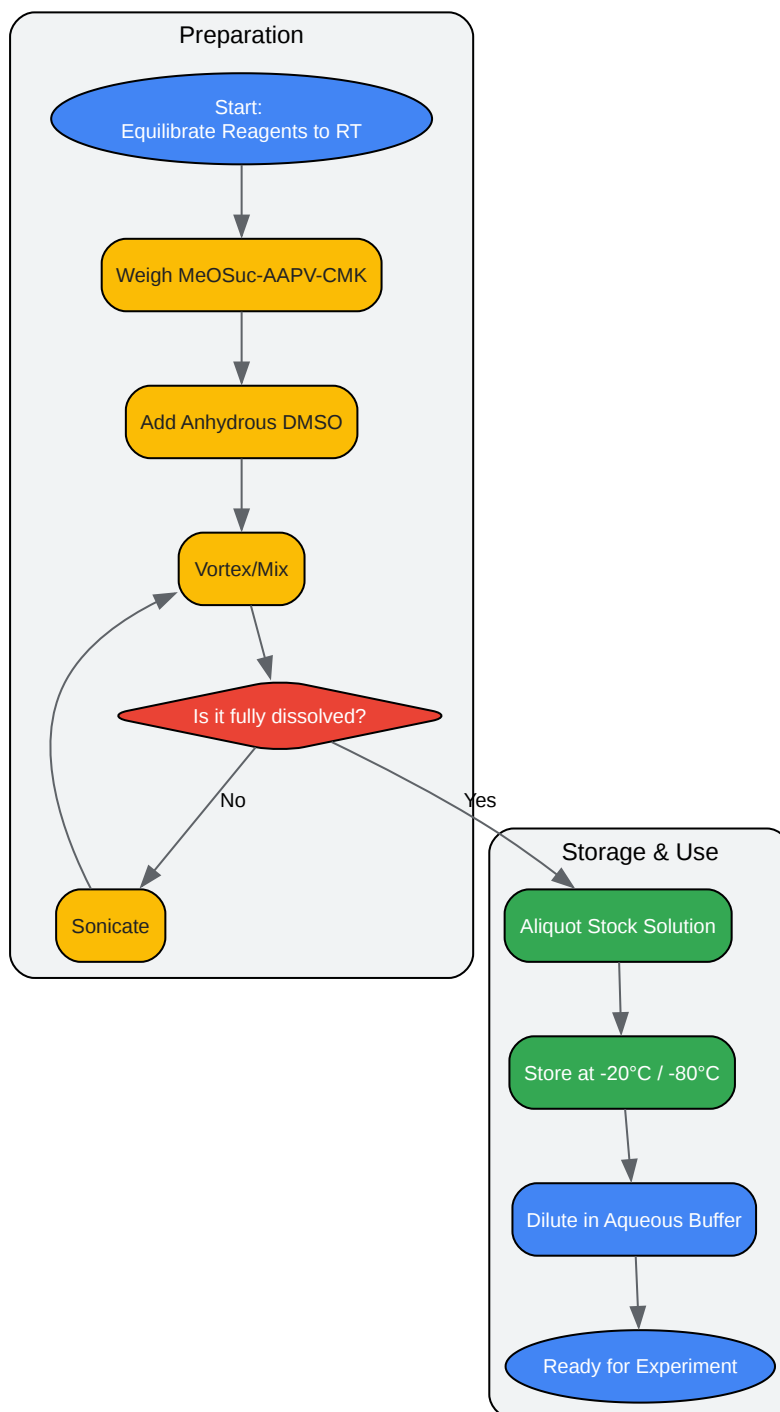 Preparation
Start:
Equilibrate Reagents to RT
Weigh MeOSuc-AAPV-CMK
Add Anhydrous DMSO
Vortex/Mix
Is it fully dissolved?
No
Yes
Sonicate
Storage & Use
Aliquot Stock Solution
Store at -20°C / -80°C
Dilute in Aqueous Buffer
Ready for Experiment